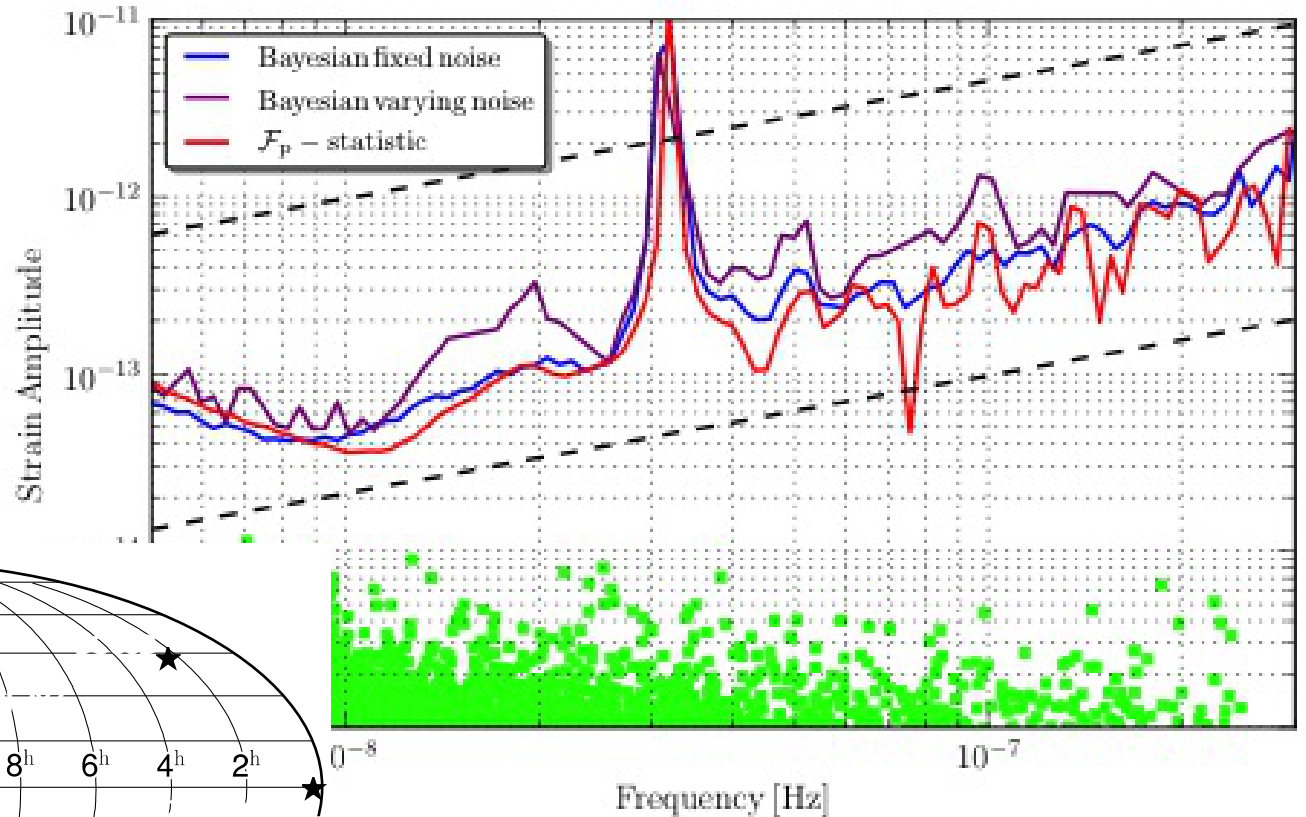 10⁻¹¹
Bayesian fixed noise
Bayesian varying noise
𝓕ₚ – statistic
10⁻¹²
10⁻¹³
Strain Amplitude
8ʰ 6ʰ 4ʰ 2ʰ
0⁻⁸ 10⁻⁷
Frequency [Hz]